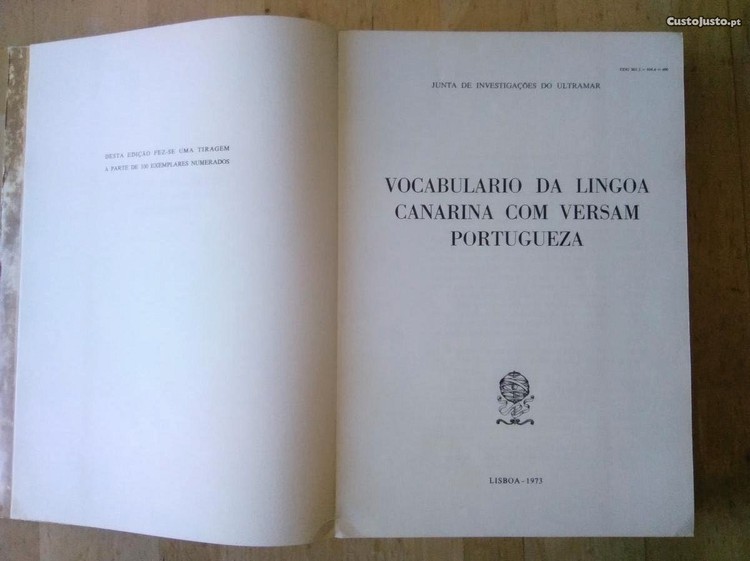 CustoJusto.pt
DESTA EDIÇÃO FEZ-SE UMA TIRAGEM
À PARTE DE 100 EXEMPLARES NUMERADOS
JUNTA DE INVESTIGAÇÕES DO ULTRAMAR
VOCABULARIO DA LINGOA
CANARINA COM VERSAM
PORTUGUEZA
LISBOA - 1973